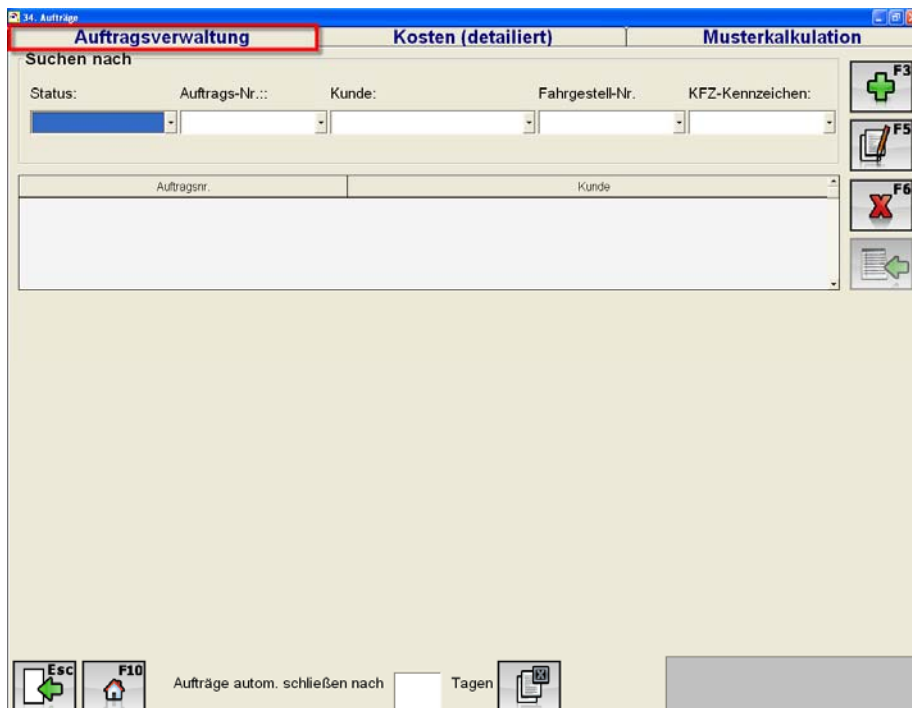 34. Aufträge
Auftragsverwaltung Kosten (detailiert) Musterkalkulation
Suchen nach
Status: Auftrags-Nr.:: Kunde: Fahrgestell-Nr. KFZ-Kennzeichen:
F3
F5
Auftragsnr. Kunde
F6
Esc F10
Aufträge autom. schließen nach Tagen